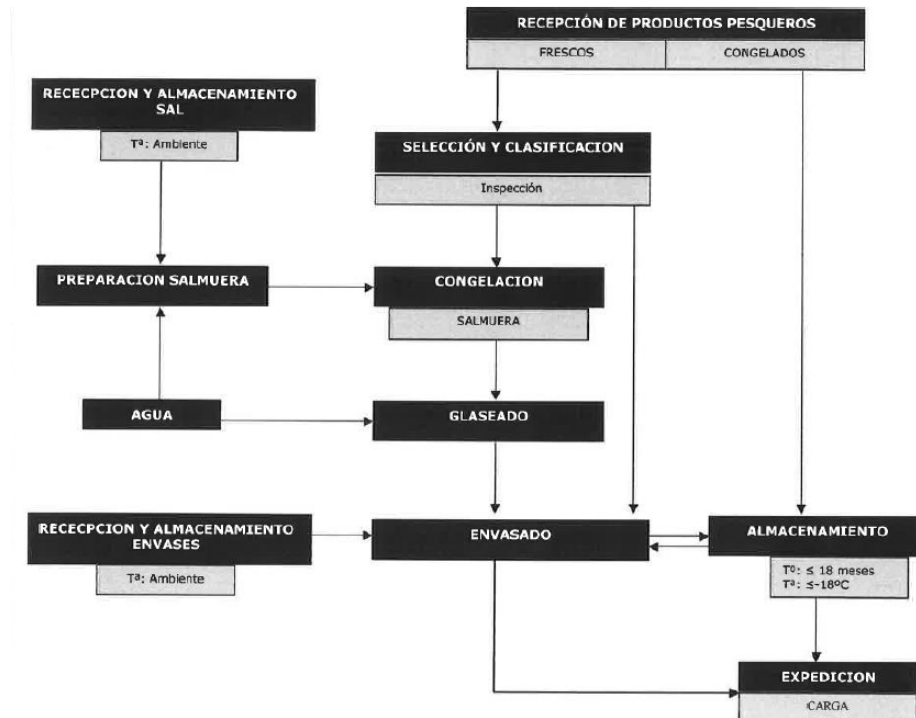 RECEPCIÓN DE PRODUCTOS PESQUEROS
FRESCOS
CONGELADOS
RECECPCION Y ALMACENAMIENTO
SAL
Tª: Ambiente
SELECCIÓN Y CLASIFICACION
Inspección
PREPARACION SALMUERA
CONGELACION
SALMUERA
AGUA
GLASEADO
RECECPCION Y ALMACENAMIENTO
ENVASES
Tª: Ambiente
ENVASADO
ALMACENAMIENTO
Tº: ≤ 18 meses
Tª: ≤-18ºC
EXPEDICION
CARGA